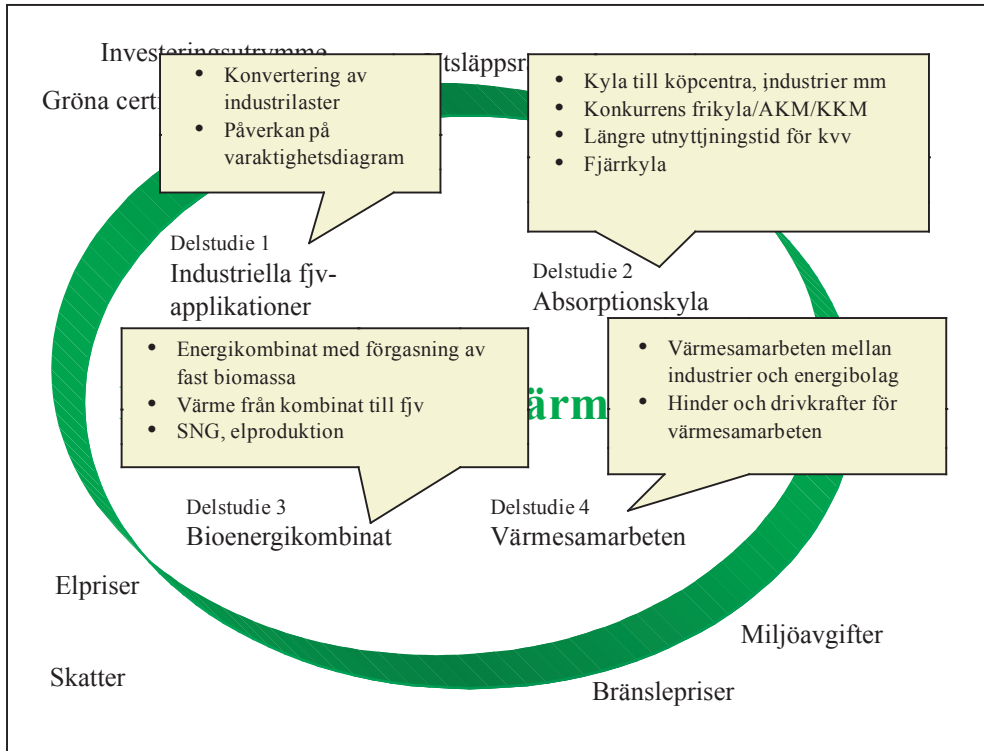 Investeringsutrymme
Gröna
• Konvertering av
industrilaster
• Påverkan på
varaktighetsdiagram
• Kyla till köpcentra, industrier mm
• Konkurrens frikyla/AKM/KKM
• Längre utnyttjningstid för kvv
• Fjärrkyla
Delstudie 1
Industriella fjv-
applikationer
Delstudie 2
Absorptionskyla
• Energikombinat med förgasning av
fast biomassa
• Värme från kombinat till fjv
• SNG, elproduktion
• Värmesamarbeten mellan
industrier och energibolag
• Hinder och drivkrafter för
värmesamarbeten
Delstudie 3
Bioenergikombinat
Delstudie 4
Värmesamarbeten
Elpriser
Skatter
Miljöavgifter
Bränslepriser